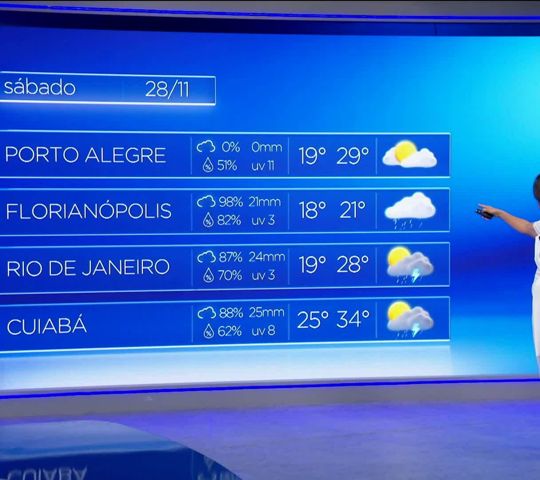 sábado 28/11
PORTO ALEGRE 0% 0mm 19° 29°
51% uv 11
FLORIANÓPOLIS 98% 21mm 18° 21°
82% uv 3
RIO DE JANEIRO 87% 24mm 19° 28°
70% uv 3
CUIABÁ 88% 25mm 25° 34°
62% uv 8
CUIABÁ